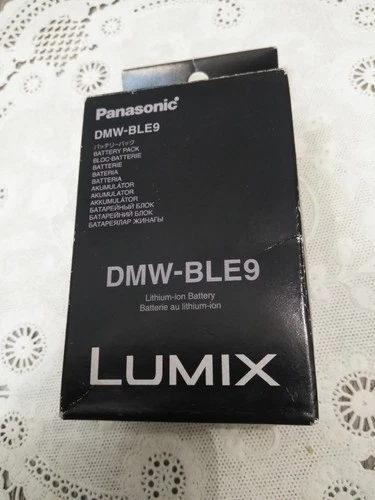 Panasonic
DMW-BLE9
バッテリーパック
BATTERY PACK
BLOC-BATTERIE
BATTERIE
BATERIA
BATTERIA
AKUMULATOR
AKUMULÁTOR
AKKUMULÁTOR
БАТАРЕЙНЫЙ БЛОК
БАТАРЕЙНИЙ БЛОК
БАТАРЕЯЛАР ЖИНАҒЫ
DMW-BLE9
Lithium-ion Battery
Batterie au lithium-ion
LUMIX